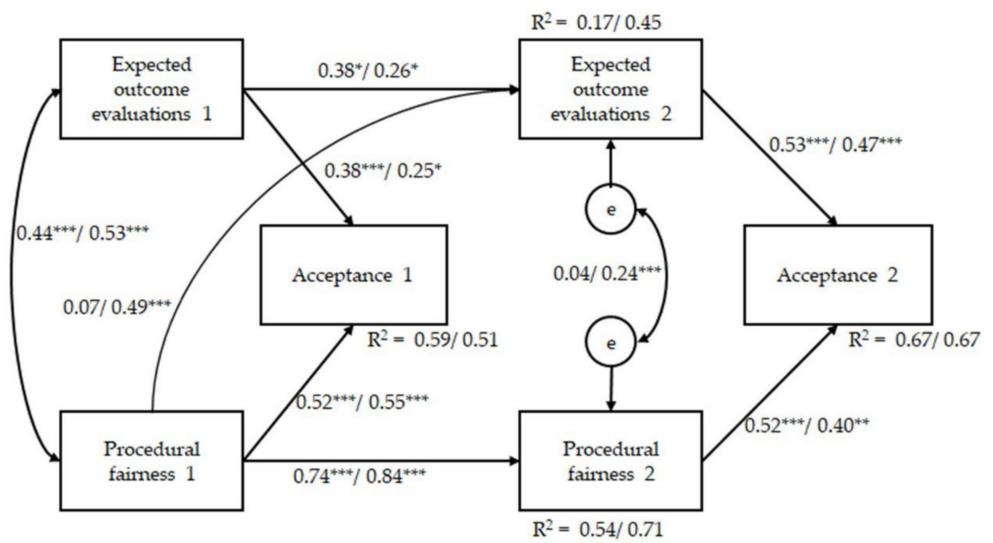 R² = 0.17/ 0.45
Expected
outcome
evaluations 1
0.38*/ 0.26*
Expected
outcome
evaluations 2
0.53***/ 0.47***
0.38***/ 0.25*
e
0.44***/ 0.53***
Acceptance 1
0.04/ 0.24***
Acceptance 2
0.07/ 0.49***
R² = 0.59/ 0.51
e
R² = 0.67/ 0.67
0.52***/ 0.55***
0.52***/ 0.40**
Procedural
fairness 1
0.74***/ 0.84***
Procedural
fairness 2
R² = 0.54/ 0.71